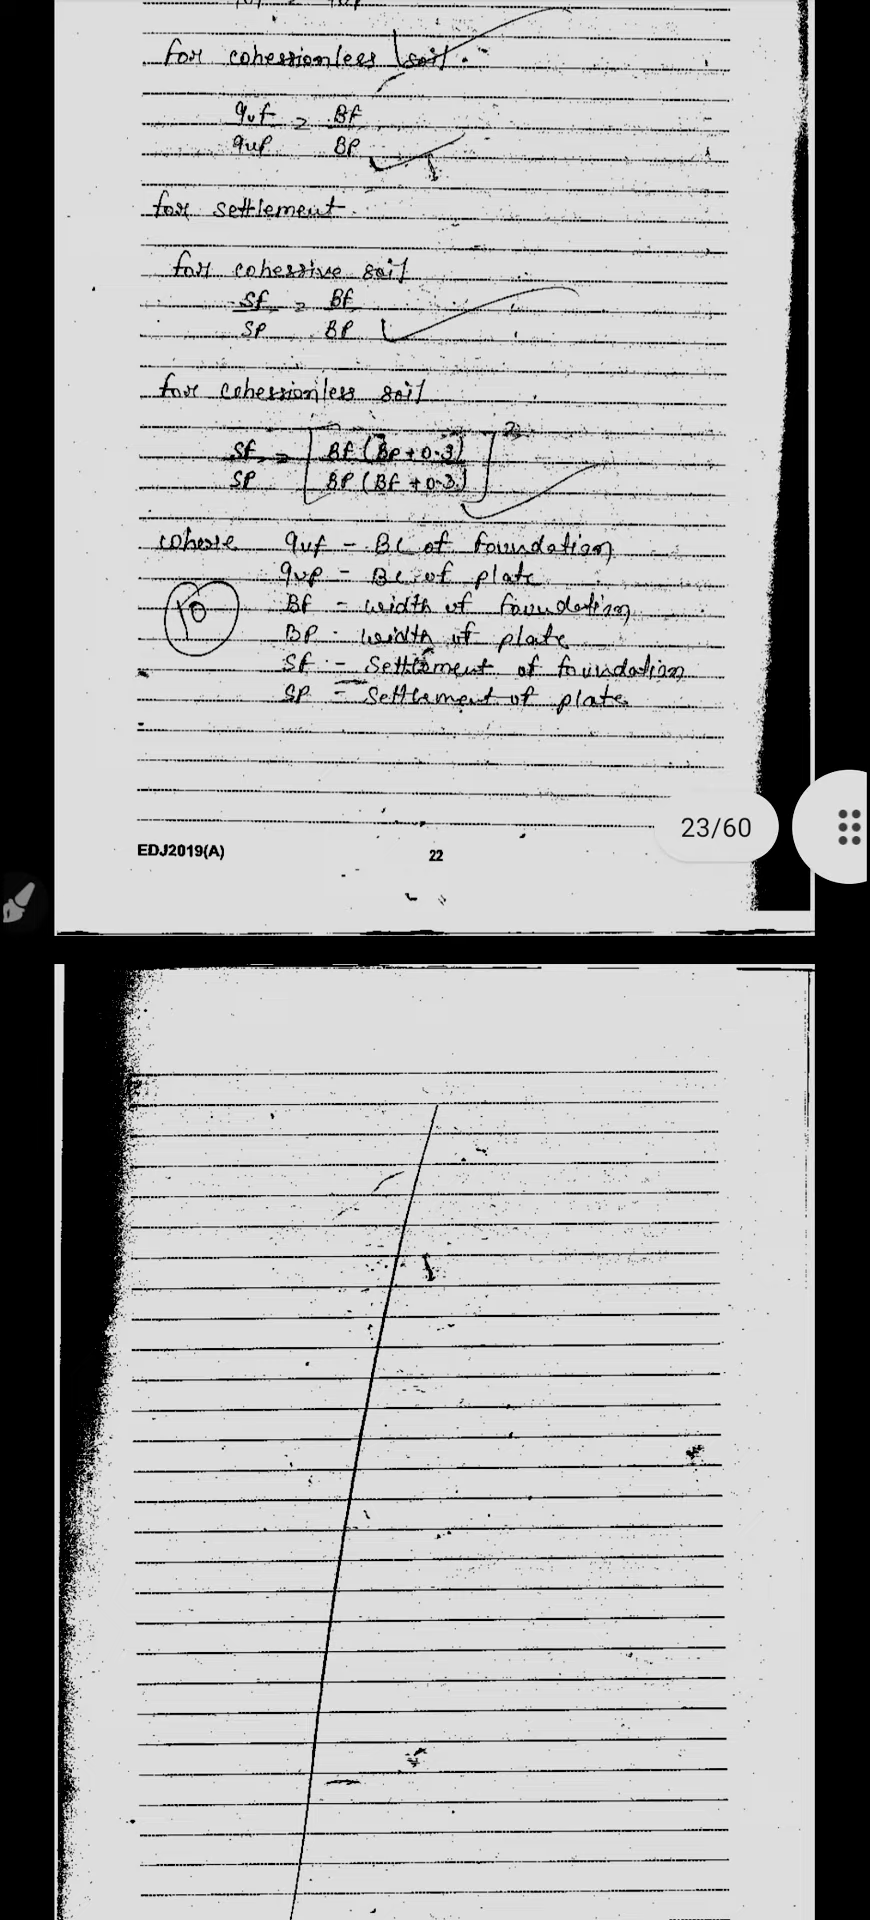 for cohessionless soil.
quf = Bf
qup BP
for settlement.
for cohessive soil
Sf = Bf
SP BP
for cohessionless soil
Sf = [ Bf (Bp + 0.3) ]2
SP BP (Bf + 0.3)
where quf - BC of foundation
qup - BC of plate
10
Bf - width of foundation
BP - width of plate
Sf - Settlement of foundation
SP - Settlement of plate
23/60
EDJ2019(A) 22